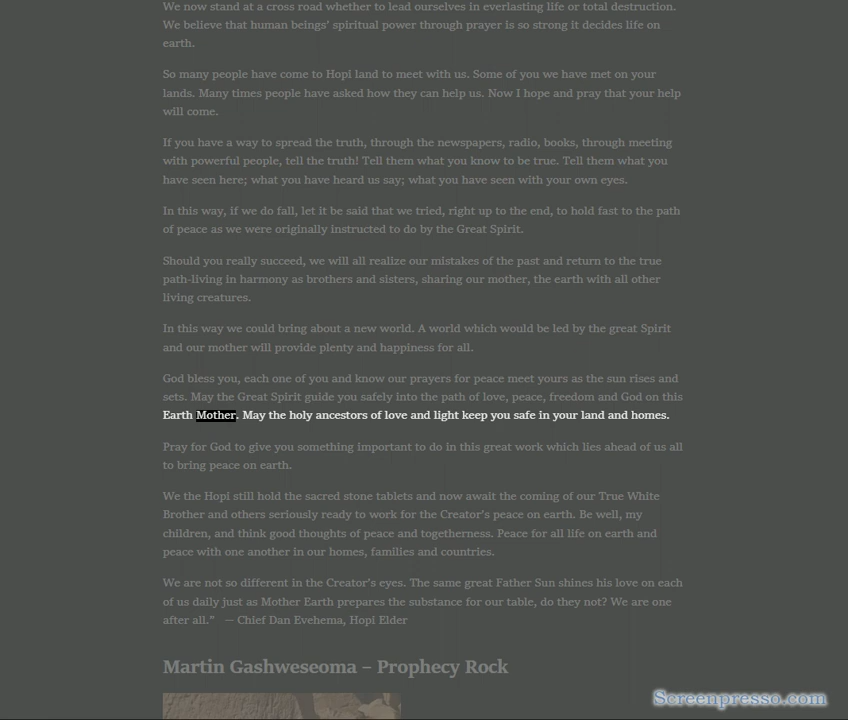 We now stand at a cross road whether to lead ourselves in everlasting life or total destruction.
We believe that human beings' spiritual power through prayer is so strong it decides life on
earth.
So many people have come to Hopi land to meet with us. Some of you we have met on your
lands. Many times people have asked how they can help us. Now I hope and pray that your help
will come.
If you have a way to spread the truth, through the newspapers, radio, books, through meeting
with powerful people, tell the truth! Tell them what you know to be true. Tell them what you
have seen here; what you have heard us say; what you have seen with your own eyes.
In this way, if we do fall, let it be said that we tried, right up to the end, to hold fast to the path
of peace as we were originally instructed to do by the Great Spirit.
Should you really succeed, we will all realize our mistakes of the past and return to the true
path-living in harmony as brothers and sisters, sharing our mother, the earth with all other
living creatures.
In this way we could bring about a new world. A world which would be led by the great Spirit
and our mother will provide plenty and happiness for all.
God bless you, each one of you and know our prayers for peace meet yours as the sun rises and
sets. May the Great Spirit guide you safely into the path of love, peace, freedom and God on this
Earth Mother. May the holy ancestors of love and light keep you safe in your land and homes.
Pray for God to give you something important to do in this great work which lies ahead of us all
to bring peace on earth.
We the Hopi still hold the sacred stone tablets and now await the coming of our True White
Brother and others seriously ready to work for the Creator's peace on earth. Be well, my
children, and think good thoughts of peace and togetherness. Peace for all life on earth and
peace with one another in our homes, families and countries.
We are not so different in the Creator's eyes. The same great Father Sun shines his love on each
of us daily just as Mother Earth prepares the substance for our table, do they not? We are one
after all." -- Chief Dan Evehema, Hopi Elder
Martin Gashweseoma – Prophecy Rock
Screenpresso.com